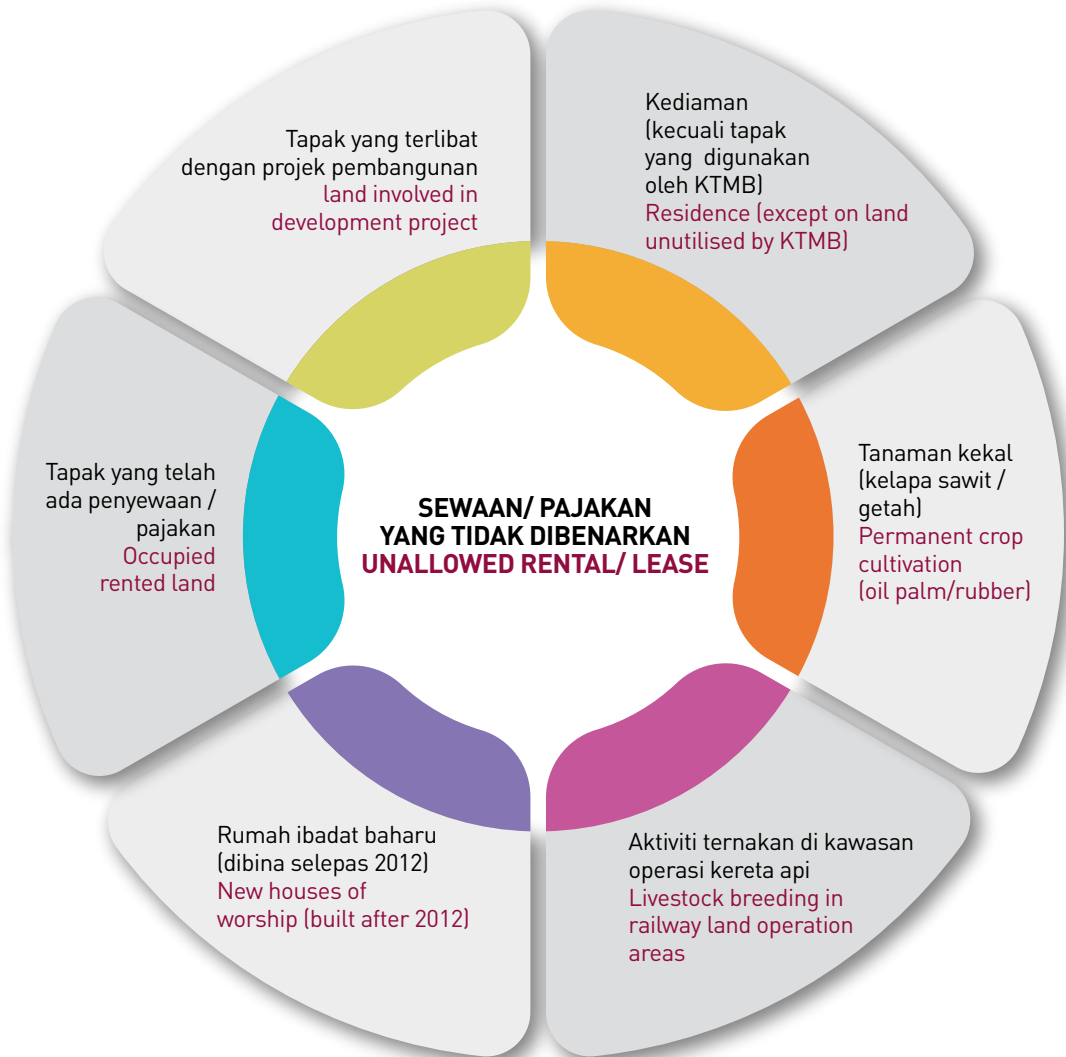 Tapak yang terlibat
dengan projek pembangunan
land involved in
development project
Kediaman
(kecuali tapak
yang digunakan
oleh KTMB)
Residence (except on land
unutilised by KTMB)
Tapak yang telah
ada penyewaan /
pajakan
Occupied
rented land
SEWAAN/ PAJAKAN
YANG TIDAK DIBENARKAN
UNALLOWED RENTAL/ LEASE
Tanaman kekal
(kelapa sawit /
getah)
Permanent crop
cultivation
(oil palm/rubber)
Rumah ibadat baharu
(dibina selepas 2012)
New houses of
worship (built after 2012)
Aktiviti ternakan di kawasan
operasi kereta api
Livestock breeding in
railway land operation
areas